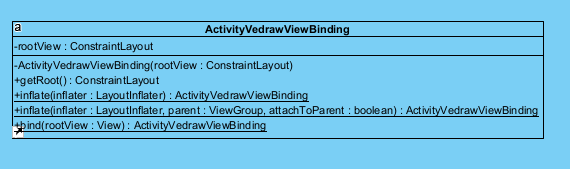 a
ActivityVedrawViewBinding
-rootView : ConstraintLayout
-ActivityVedrawViewBinding(rootView : ConstraintLayout)
+getRoot() : ConstraintLayout
+inflate(inflater : LayoutInflater) : ActivityVedrawViewBinding
+inflate(inflater : LayoutInflater, parent : ViewGroup, attachToParent : boolean) : ActivityVedrawViewBinding
+bind(rootView : View) : ActivityVedrawViewBinding